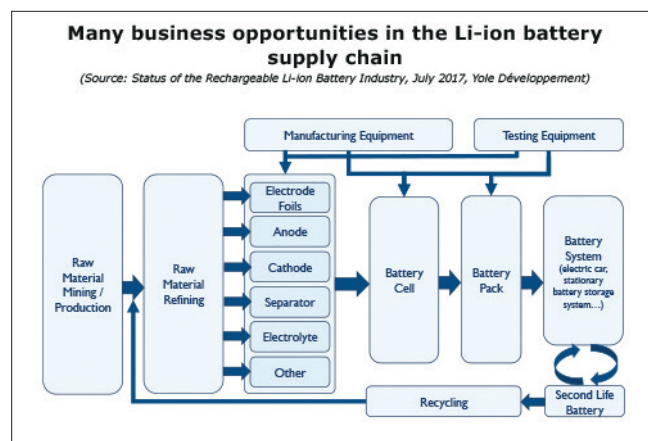 Many business opportunities in the Li-ion battery
supply chain
(Source: Status of the Rechargeable Li-ion Battery Industry, July 2017, Yole Développement)
Manufacturing Equipment
Testing Equipment
Raw
Material
Mining /
Production
Raw
Material
Refining
Electrode
Foils
Anode
Cathode
Separator
Electrolyte
Other
Battery
Cell
Battery
Pack
Battery
System
(electric car,
stationary
battery storage
system...)
Recycling
Second Life
Battery